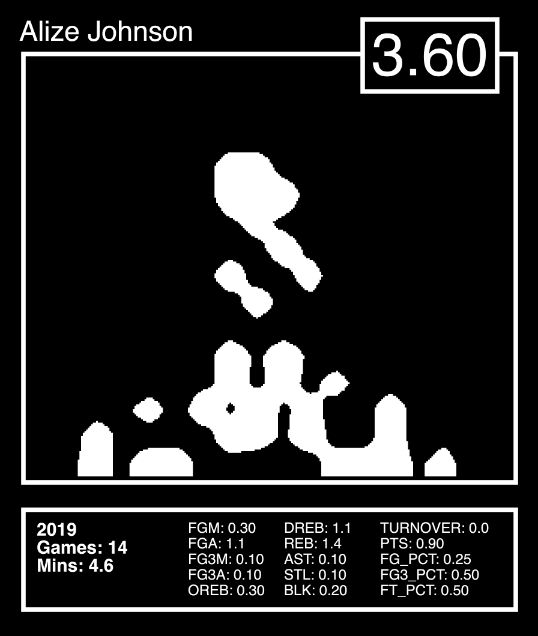 Alize Johnson
3.60
2019
Games: 14
Mins: 4.6
FGM: 0.30
FGA: 1.1
FG3M: 0.10
FG3A: 0.10
OREB: 0.30
DREB: 1.1
REB: 1.4
AST: 0.10
STL: 0.10
BLK: 0.20
TURNOVER: 0.0
PTS: 0.90
FG_PCT: 0.25
FG3_PCT: 0.50
FT_PCT: 0.50